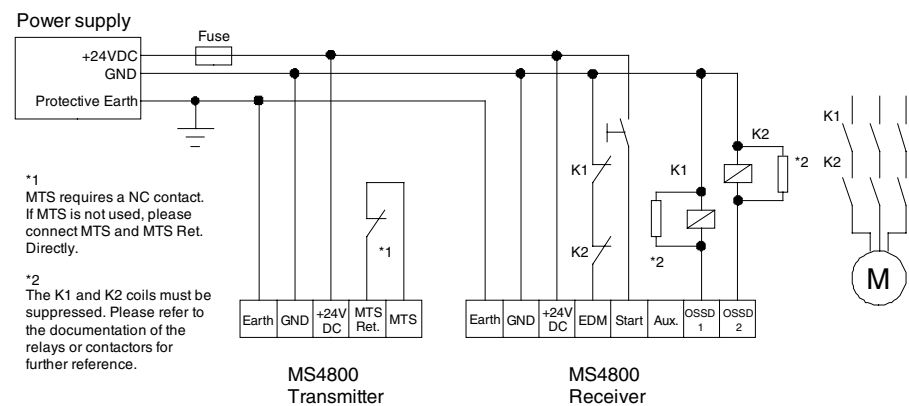 Power supply
+24VDC
GND
Protective Earth
Fuse
K1
K2
K1
*2
K2
*2
K1
K2
*1
MTS requires a NC contact.
If MTS is not used, please
connect MTS and MTS Ret.
Directly.
*2
The K1 and K2 coils must be
suppressed. Please refer to
the documentation of the
relays or contactors for
further reference.
*1
Earth
GND
+24V
DC
MTS
Ret.
MTS
MS4800
Transmitter
Earth
GND
+24V
DC
EDM
Start
Aux.
OSSD
1
OSSD
2
MS4800
Receiver
M